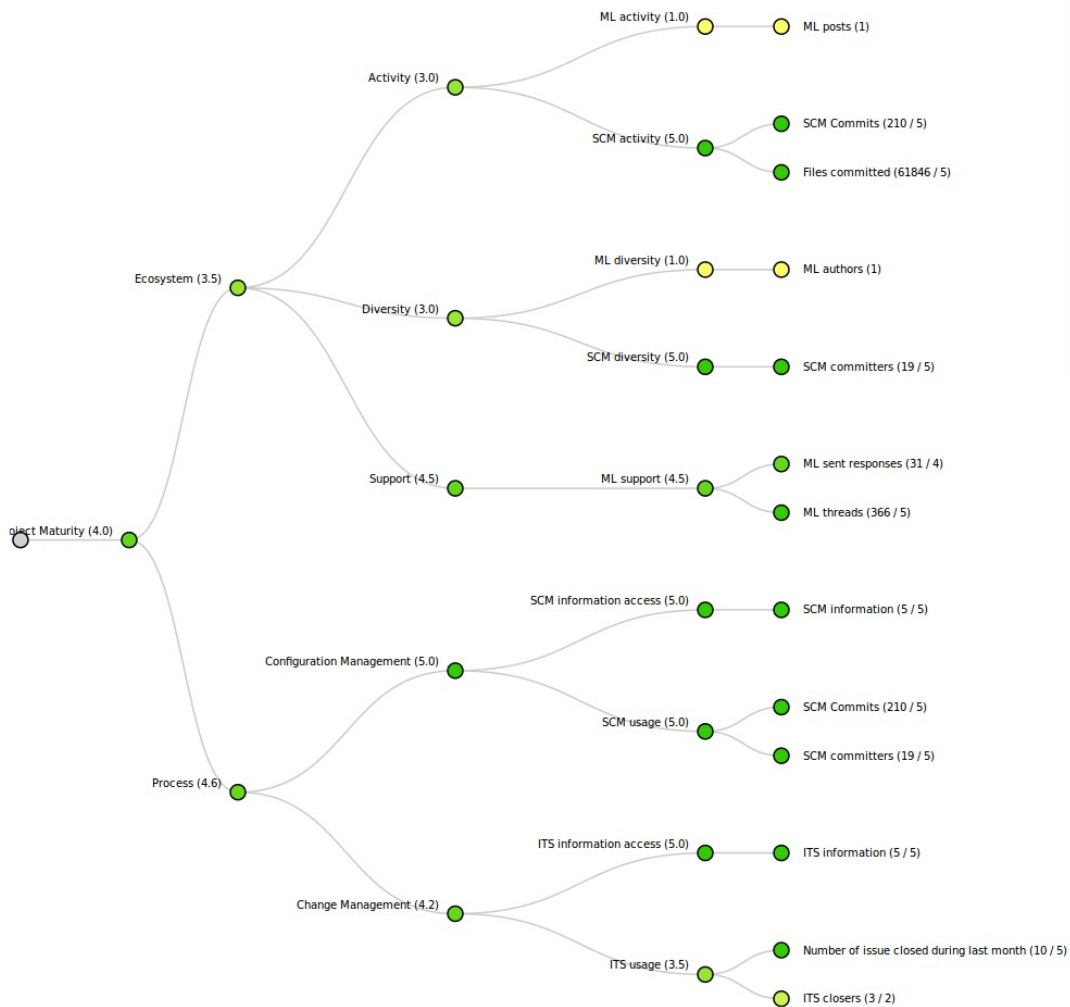 ML activity (1.0)
ML posts (1)
Activity (3.0)
SCM Commits (210 / 5)
SCM activity (5.0)
Files committed (61846 / 5)
ML diversity (1.0)
ML authors (1)
Ecosystem (3.5)
Diversity (3.0)
SCM diversity (5.0)
SCM committers (19 / 5)
ML sent responses (31 / 4)
Support (4.5)
ML support (4.5)
ML threads (366 / 5)
oject Maturity (4.0)
SCM information access (5.0)
SCM information (5 / 5)
Configuration Management (5.0)
SCM Commits (210 / 5)
SCM usage (5.0)
SCM committers (19 / 5)
Process (4.6)
ITS information access (5.0)
ITS information (5 / 5)
Change Management (4.2)
Number of issue closed during last month (10 / 5)
ITS usage (3.5)
ITS closers (3 / 2)